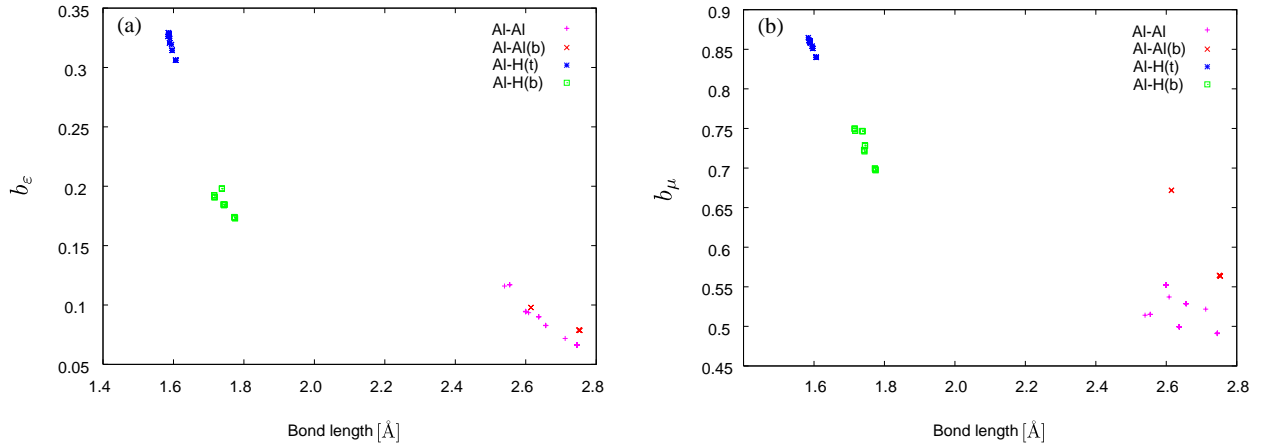 (a)
Al-Al
Al-Al(b)
Al-H(t)
Al-H(b)
0.35
0.3
0.25
0.2
0.15
0.1
0.05
b_ε
1.4 1.6 1.8 2.0 2.2 2.4 2.6 2.8
Bond length [Å]
(b)
Al-Al
Al-Al(b)
Al-H(t)
Al-H(b)
0.9
0.85
0.8
0.75
0.7
0.65
0.6
0.55
0.5
0.45
b_μ
1.6 1.8 2.0 2.2 2.4 2.6 2.8
Bond length [Å]